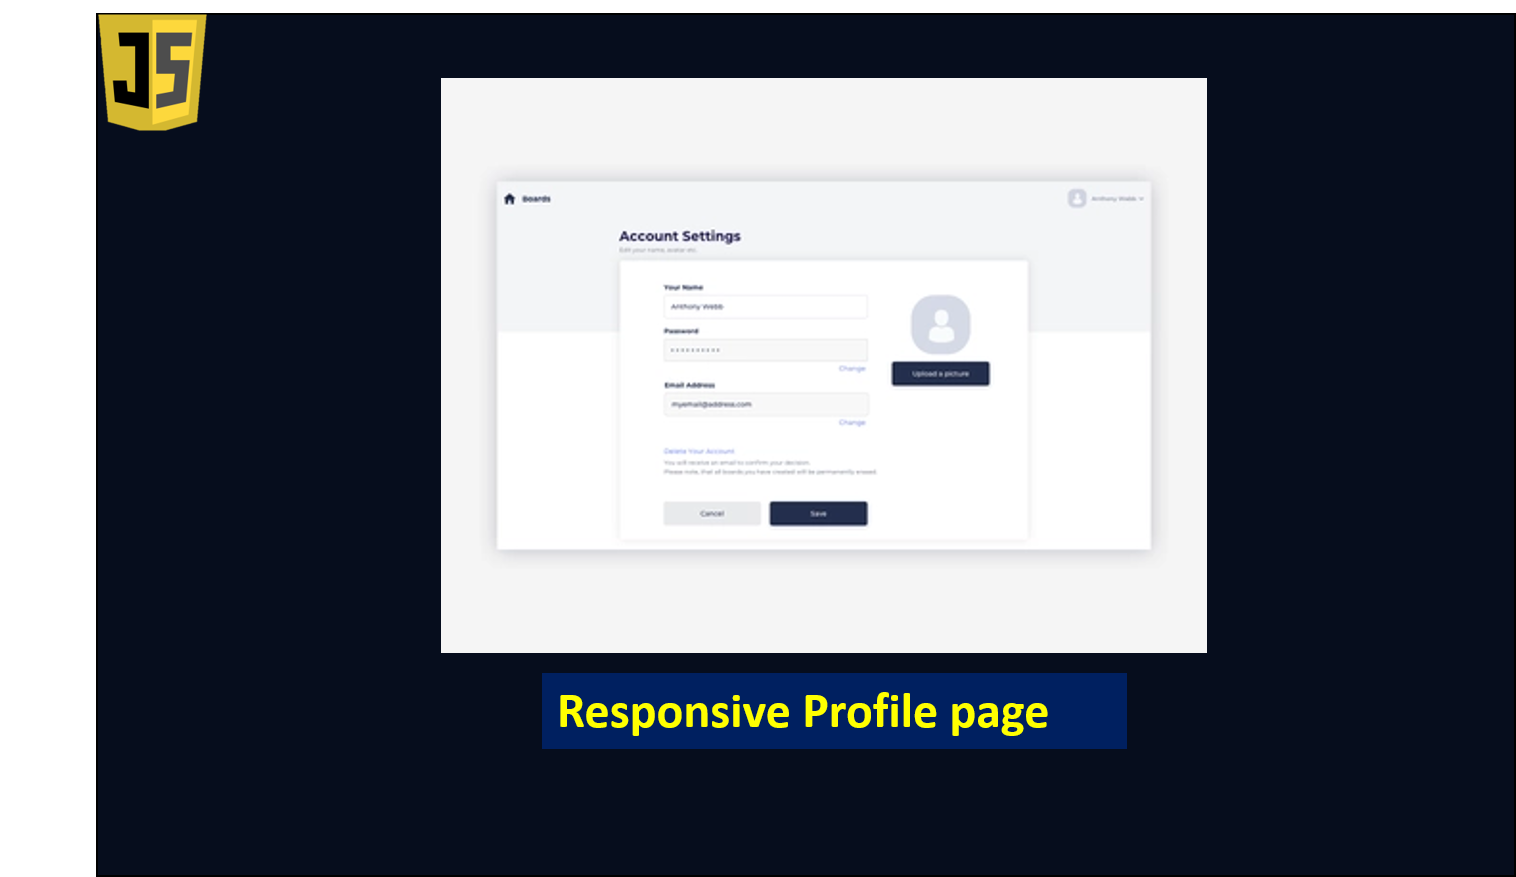 JS
Boards
Anthony Webb
Account Settings
Edit your name, avatar etc.
Your Name
Anthony Webb
Password
××××××××××
Change
Upload a picture
Email Address
myemail@address.com
Change
Delete Your Account
You will receive an email to confirm your decision.
Please note, that all boards you have created will be permanently erased.
Cancel
Save
Responsive Profile page